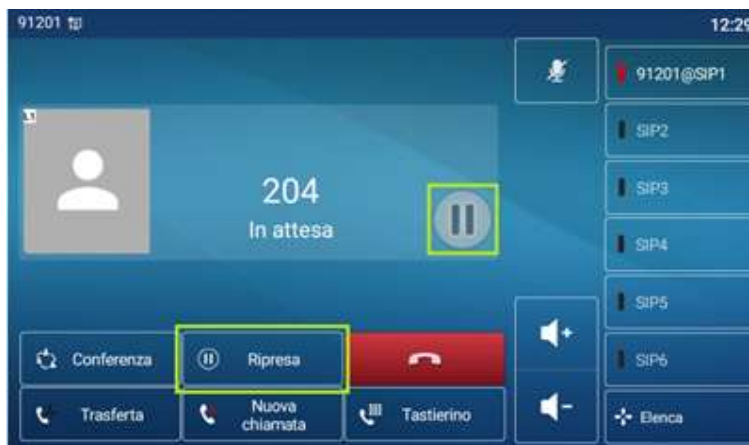 91201
12:29
91201@SIP1
SIP2
204
In attesa
SIP3
SIP4
SIP5
Conferenza
Ripresa
SIP6
Trasferta
Nuova
chiamata
Tastierino
Elenca